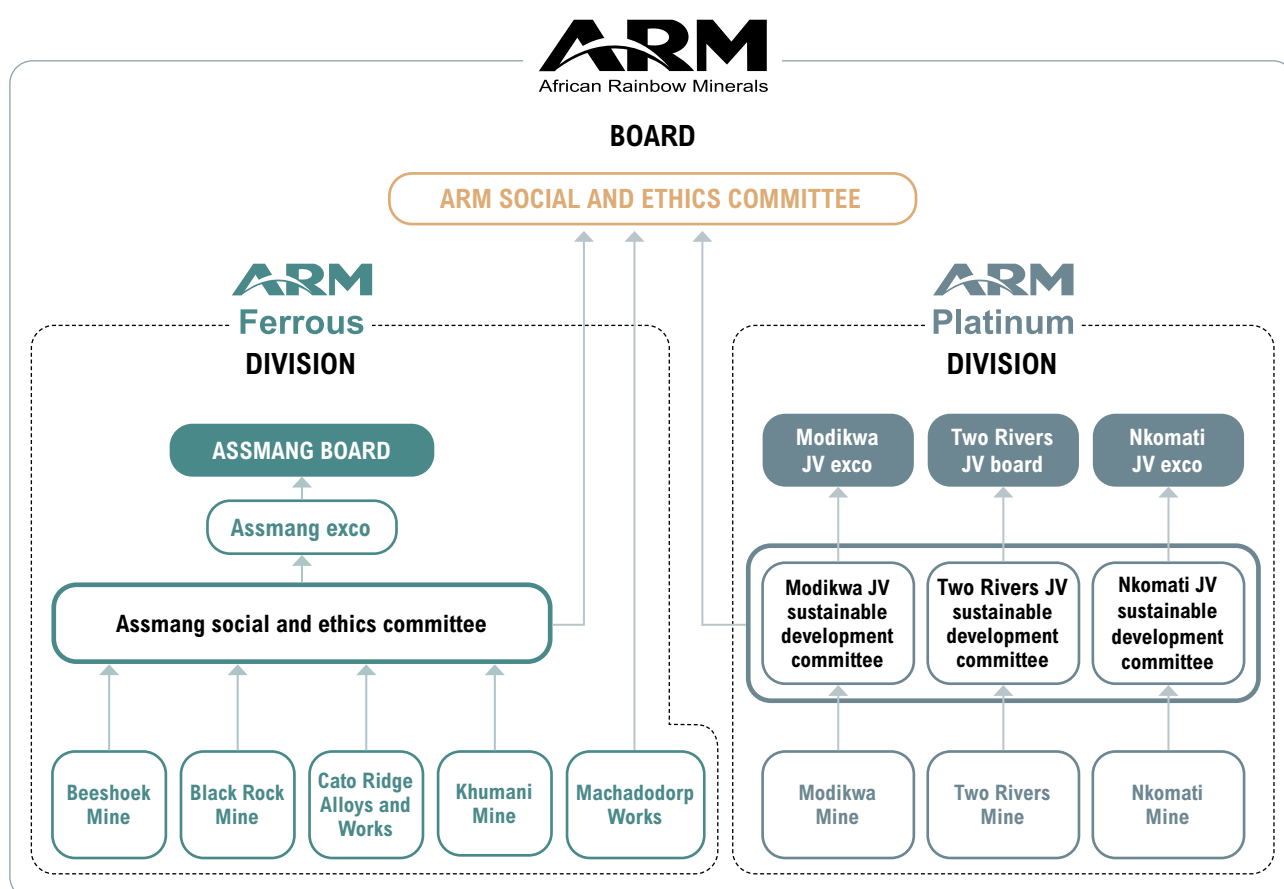 ARM
African Rainbow Minerals
BOARD
ARM SOCIAL AND ETHICS COMMITTEE
ARM
Ferrous
DIVISION
ASSMANG BOARD
Assmang exco
Assmang social and ethics committee
Beeshoek
Mine
Black Rock
Mine
Cato Ridge
Alloys and
Works
Khumani
Mine
Machadodorp
Works
ARM
Platinum
DIVISION
Modikwa
JV exco
Two Rivers
JV board
Nkomati
JV exco
Modikwa JV
sustainable
development
committee
Two Rivers JV
sustainable
development
committee
Nkomati JV
sustainable
development
committee
Modikwa
Mine
Two Rivers
Mine
Nkomati
Mine